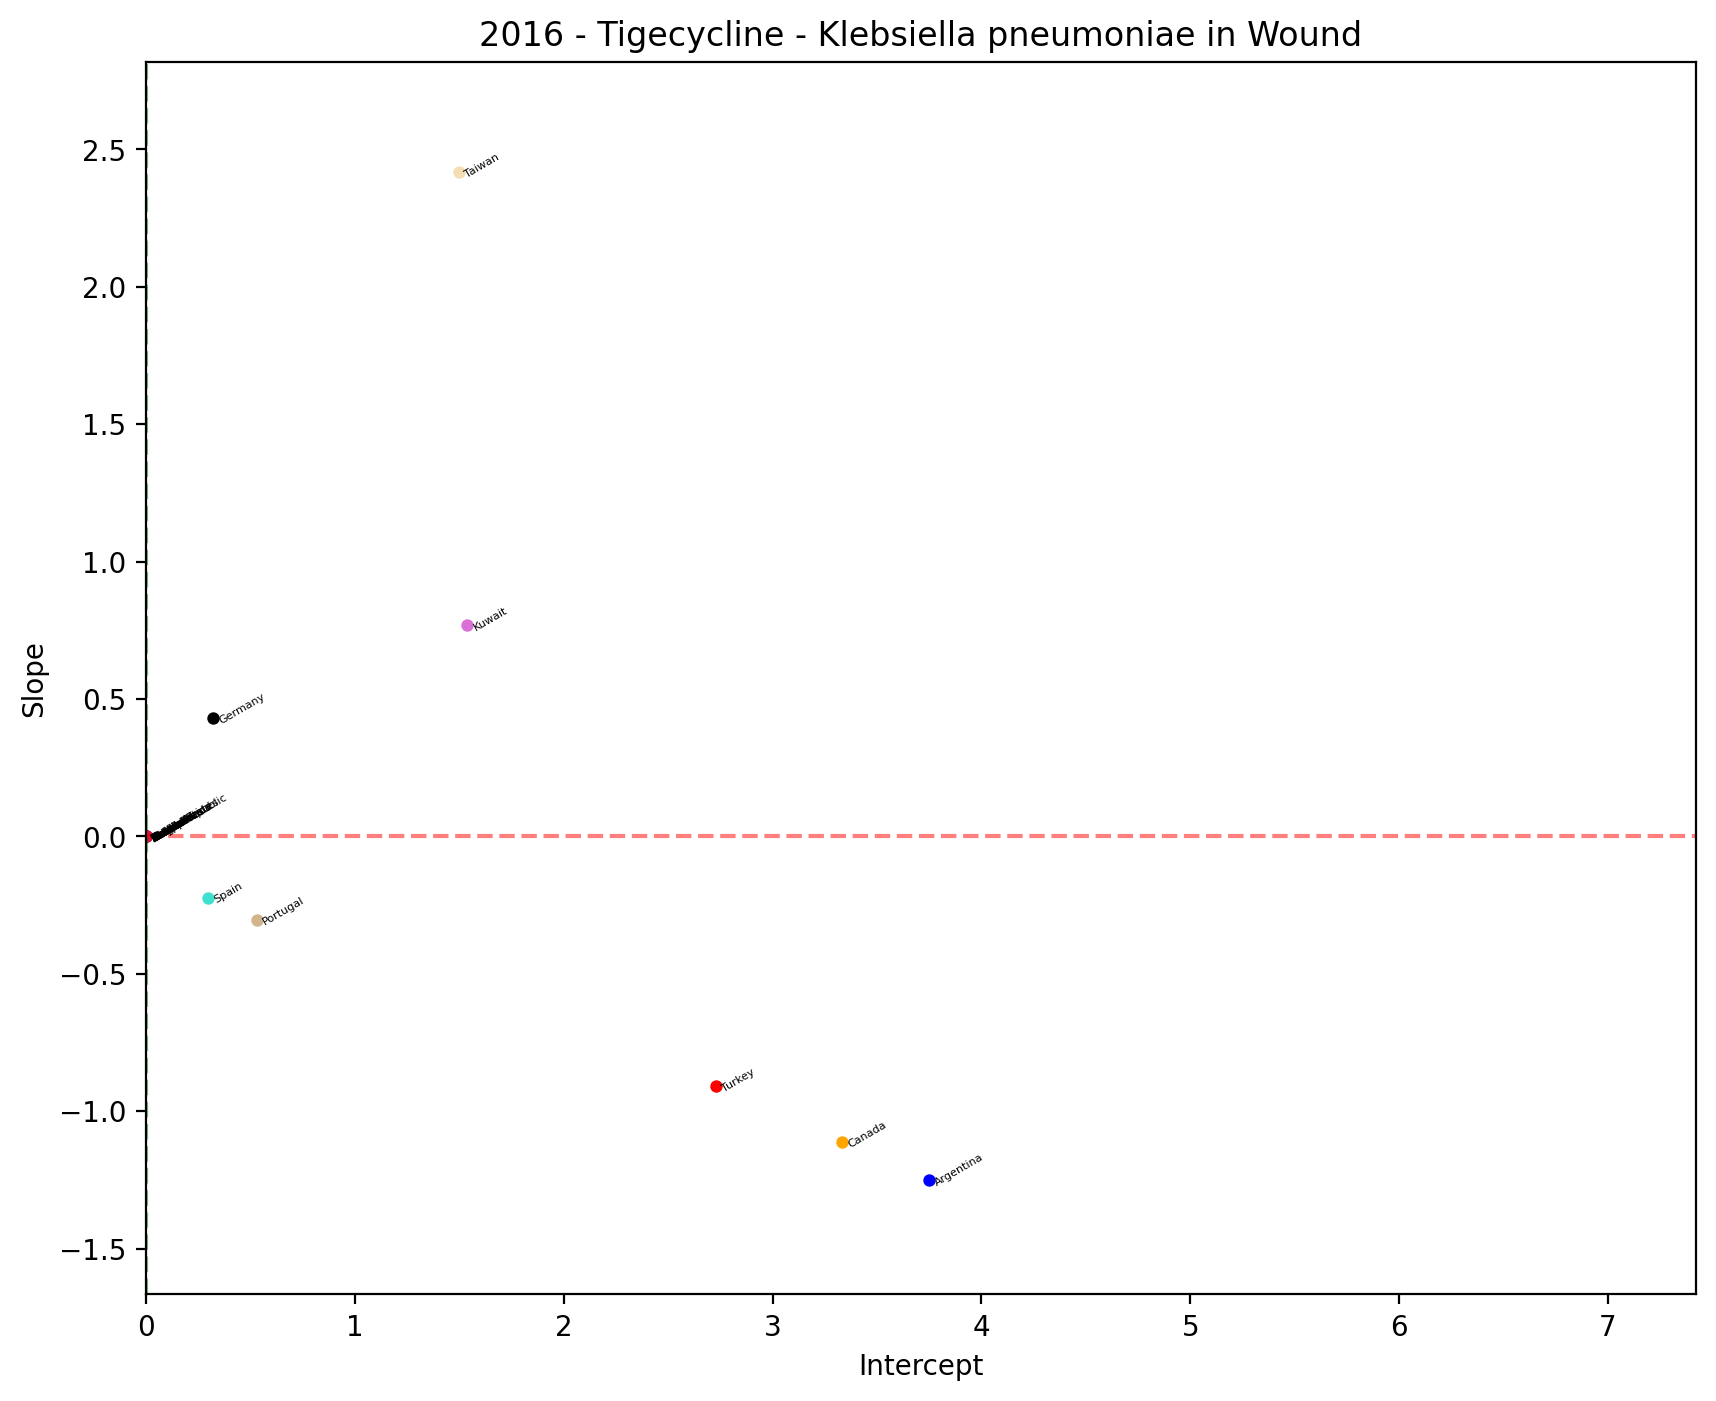 2016 - Tigecycline - Klebsiella pneumoniae in Wound
2.5
Taiwan
2.0
1.5
1.0
Kuwait
Slope
0.5
Germany
0.0
Spain
Portugal
−0.5
Turkey
−1.0
Canada
Argentina
−1.5
0 1 2 3 4 5 6 7
Intercept